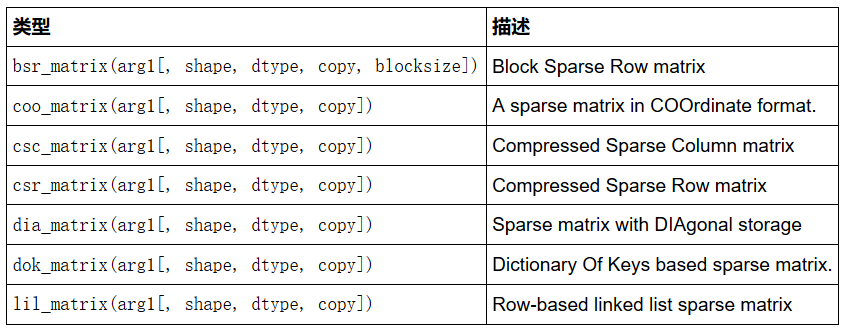 类型 描述
bsr_matrix(arg1[, shape, dtype, copy, blocksize]) Block Sparse Row matrix
coo_matrix(arg1[, shape, dtype, copy]) A sparse matrix in COOrdinate format.
csc_matrix(arg1[, shape, dtype, copy]) Compressed Sparse Column matrix
csr_matrix(arg1[, shape, dtype, copy]) Compressed Sparse Row matrix
dia_matrix(arg1[, shape, dtype, copy]) Sparse matrix with DIAgonal storage
dok_matrix(arg1[, shape, dtype, copy]) Dictionary Of Keys based sparse matrix.
lil_matrix(arg1[, shape, dtype, copy]) Row-based linked list sparse matrix